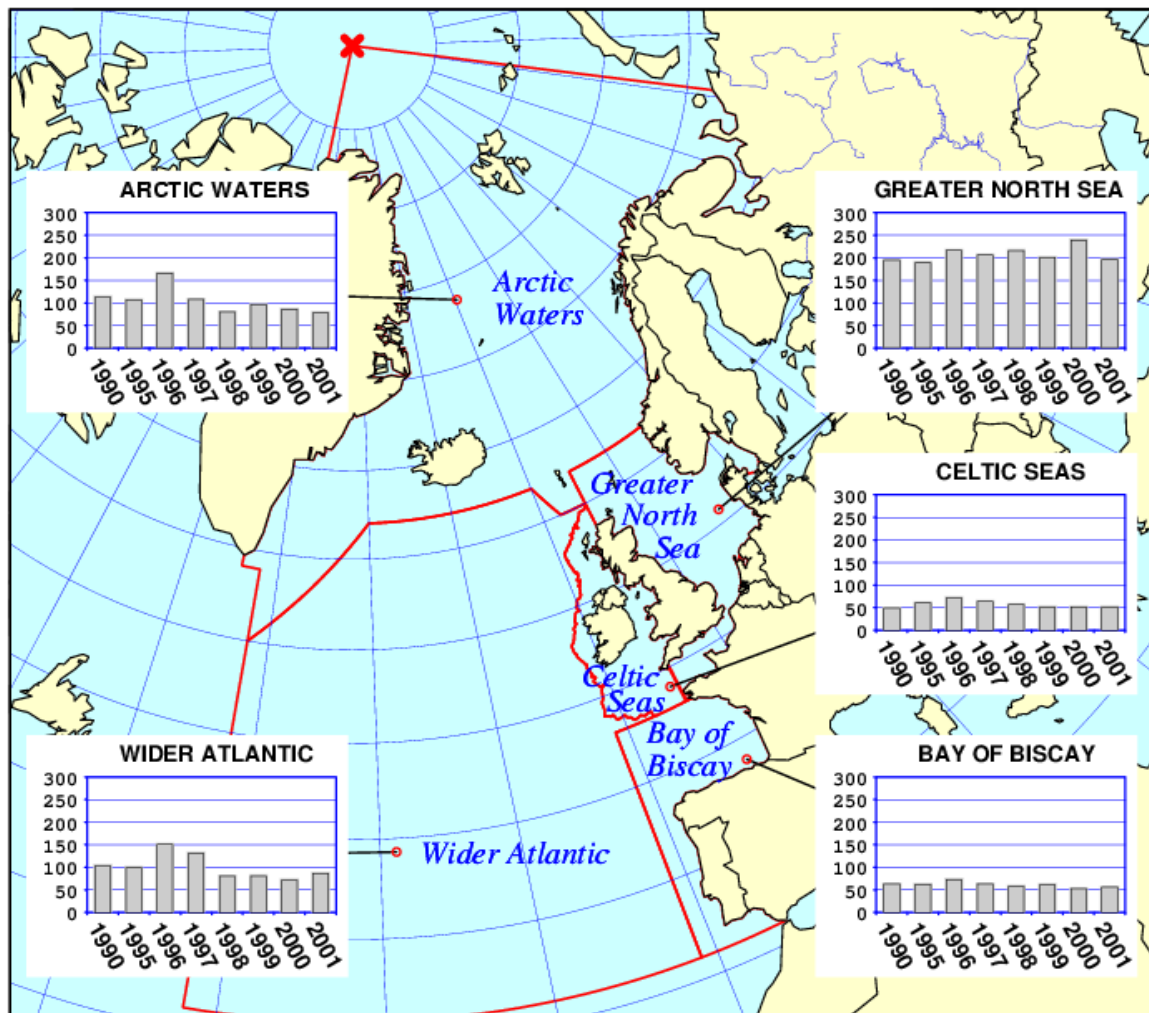 ARCTIC WATERS
300
250
200
150
100
50
0
1990 1995 1996 1997 1998 1999 2000 2001
GREATER NORTH SEA
300
250
200
150
100
50
0
1990 1995 1996 1997 1998 1999 2000 2001
Arctic
Waters
CELTIC SEAS
300
250
200
150
100
50
0
1990 1995 1996 1997 1998 1999 2000 2001
Greater
North
Sea
Celtic
Seas
Bay of
Biscay
WIDER ATLANTIC
300
250
200
150
100
50
0
1990 1995 1996 1997 1998 1999 2000 2001
Wider Atlantic
BAY OF BISCAY
300
250
200
150
100
50
0
1990 1995 1996 1997 1998 1999 2000 2001